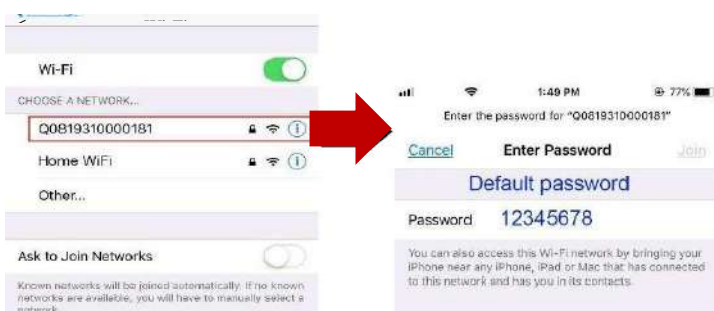 Wi-Fi
CHOOSE A NETWORK...
Q0819310000181
Home WiFi
Other...
Ask to Join Networks
Known networks will be joined automatically. If no known
networks are available, you will have to manually select a
network.
1:49 PM
77%
Enter the password for "Q0819310000181"
Cancel
Enter Password
Join
Default password
Password 12345678
You can also access this Wi-Fi network by bringing your
iPhone near any iPhone, iPad or Mac that has connected
to this network and has you in its contacts.